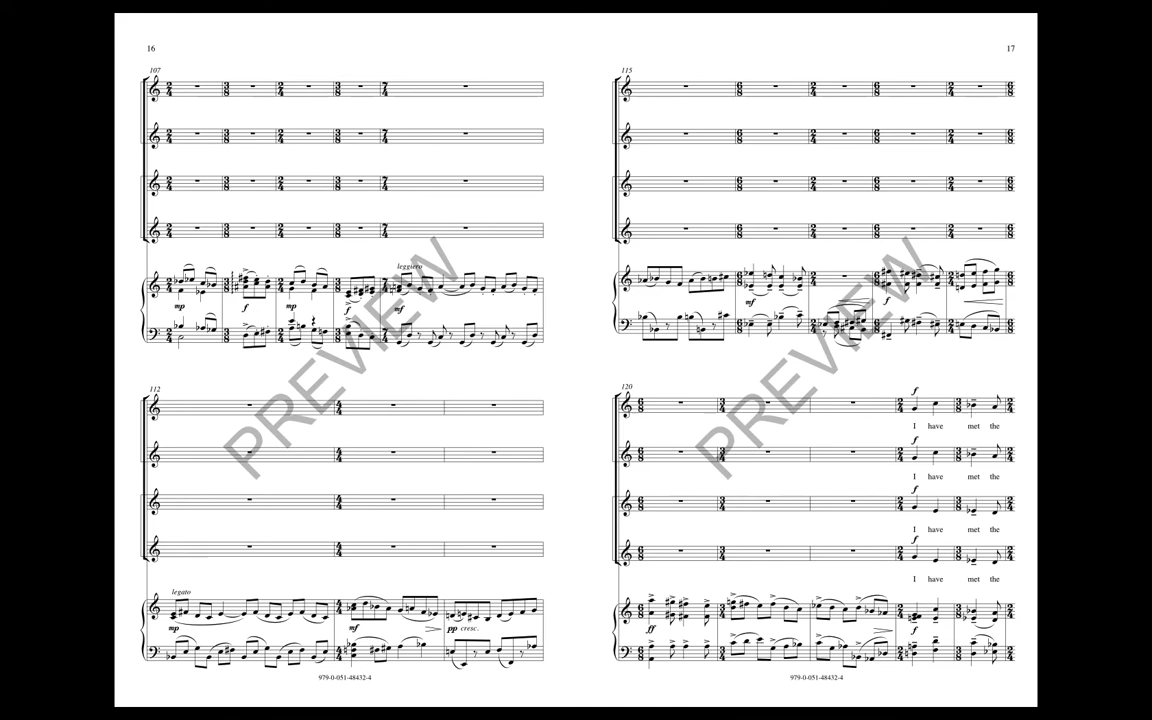 16
107
mp
f
mp
f
leggiero
mf
PREVIEW
112
legato
mp
mf
pp cresc.
979-0-051-48432-4
17
115
mf
f
PREVIEW
120
f
I have met the
f
I have met the
f
I have met the
f
I have met the
ff
f
979-0-051-48432-4